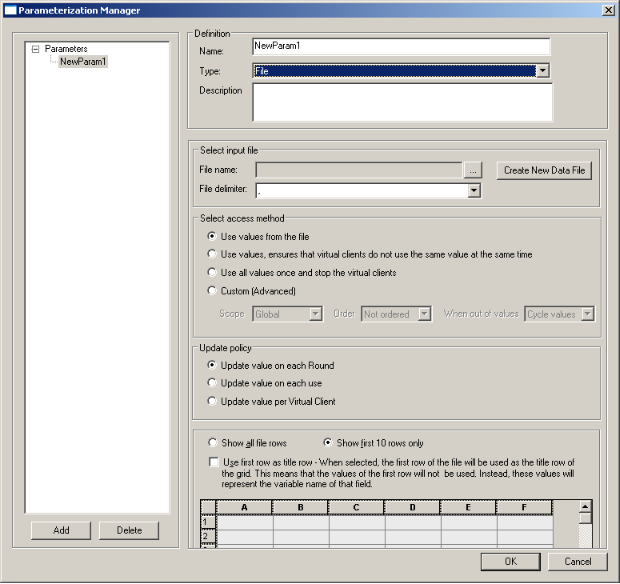 Parameterization Manager
Parameters
NewParam1
Add
Delete
Definition
Name:
NewParam1
Type:
File
Description
Select input file
File name:
...
Create New Data File
File delimiter:
,
Select access method
Use values from the file
Use values, ensures that virtual clients do not use the same value at the same time
Use all values once and stop the virtual clients
Custom (Advanced)
Scope
Global
Order
Not ordered
When out of values
Cycle values
Update policy
Update value on each Round
Update value on each use
Update value per Virtual Client
Show all file rows
Show first 10 rows only
Use first row as title row - When selected, the first row of the file will be used as the title row of
the grid. This means that the values of the first row will not be used. Instead, these values will
represent the variable name of that field.
A B C D E F
1
2
OK
Cancel